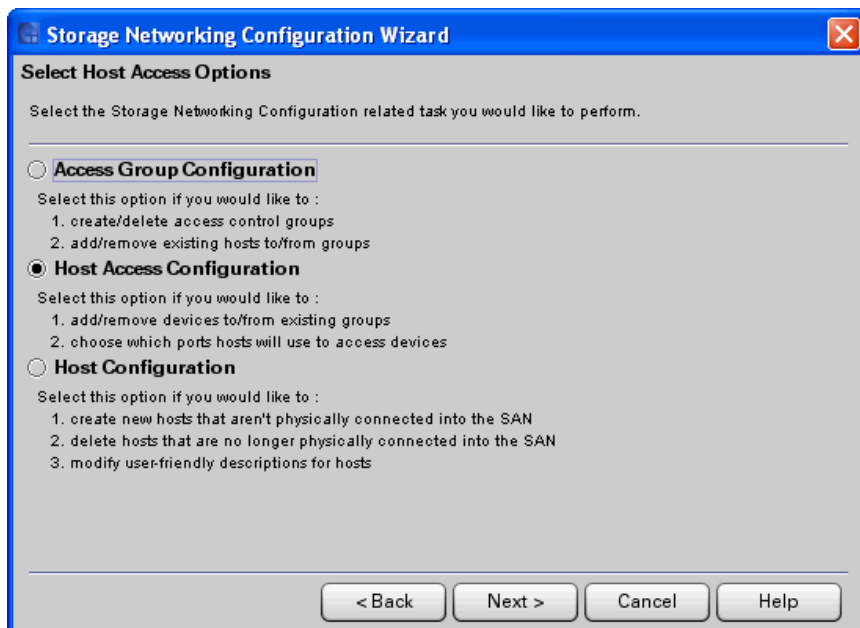 Storage Networking Configuration Wizard
Select Host Access Options
Select the Storage Networking Configuration related task you would like to perform.
Access Group Configuration
Select this option if you would like to :
1. create/delete access control groups
2. add/remove existing hosts to/from groups
Host Access Configuration
Select this option if you would like to :
1. add/remove devices to/from existing groups
2. choose which ports hosts will use to access devices
Host Configuration
Select this option if you would like to :
1. create new hosts that aren't physically connected into the SAN
2. delete hosts that are no longer physically connected into the SAN
3. modify user-friendly descriptions for hosts
< Back Next > Cancel Help